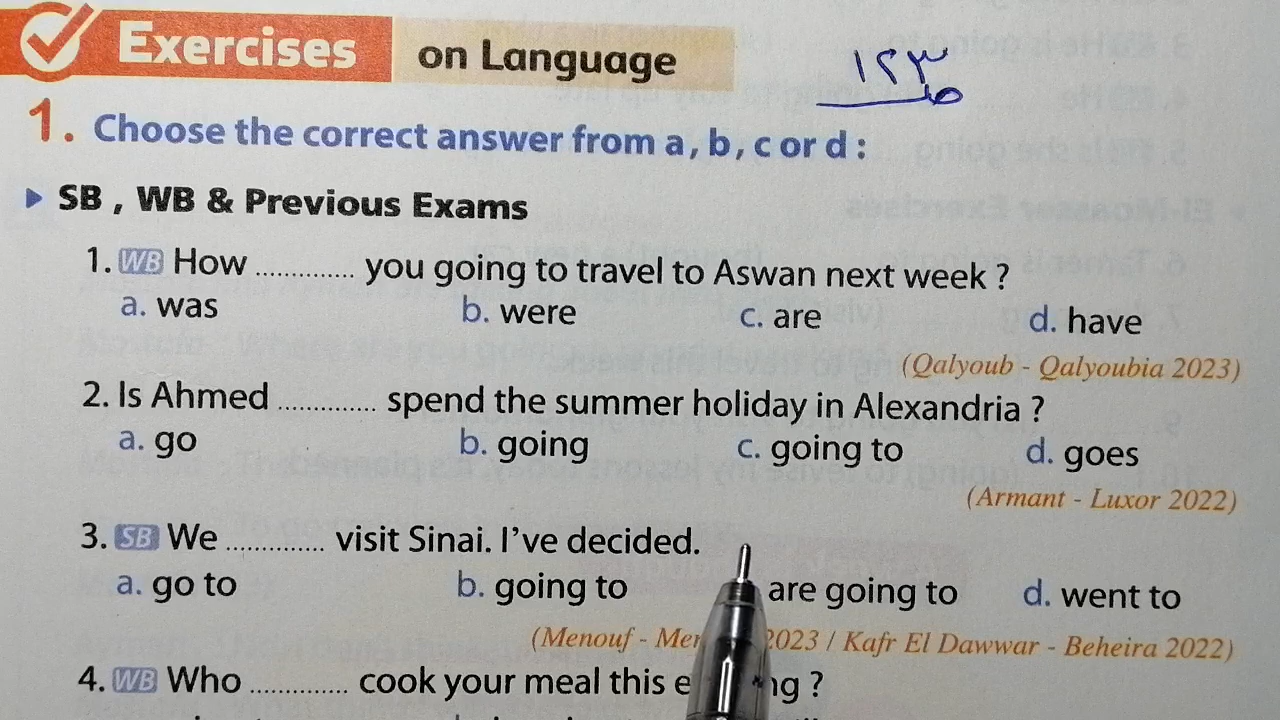 Exercises on Language
ص١٢٣
1. Choose the correct answer from a, b, c or d :
SB , WB & Previous Exams
1. WB How .............. you going to travel to Aswan next week ?
a. was b. were c. are d. have
(Qalyoub - Qalyoubia 2023)
2. Is Ahmed .............. spend the summer holiday in Alexandria ?
a. go b. going c. going to d. goes
(Armant - Luxor 2022)
3. SB We .............. visit Sinai. I've decided.
a. go to b. going to are going to d. went to
(Menouf - 2023 / Kafr El Dawwar - Beheira 2022)
4. WB Who .............. cook your meal this ?